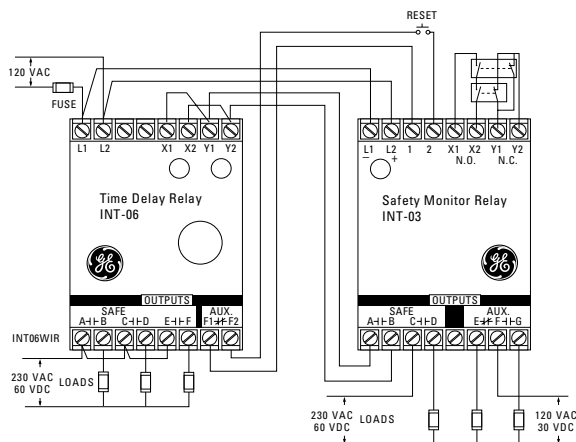 RESET
120 VAC
FUSE
L1 L2 X1 X2 Y1 Y2
L1 L2 1 2 X1 X2 Y1 Y2
− + N.O. N.C.
Time Delay Relay
INT-06
Safety Monitor Relay
INT-03
GE
GE
OUTPUTS
SAFE AUX.
A B C D E F F1 F2
OUTPUTS
SAFE AUX.
A B C D E F G
INT06WIR
230 VAC
60 VDC
LOADS
230 VAC
60 VDC
LOADS
120 VAC
30 VDC